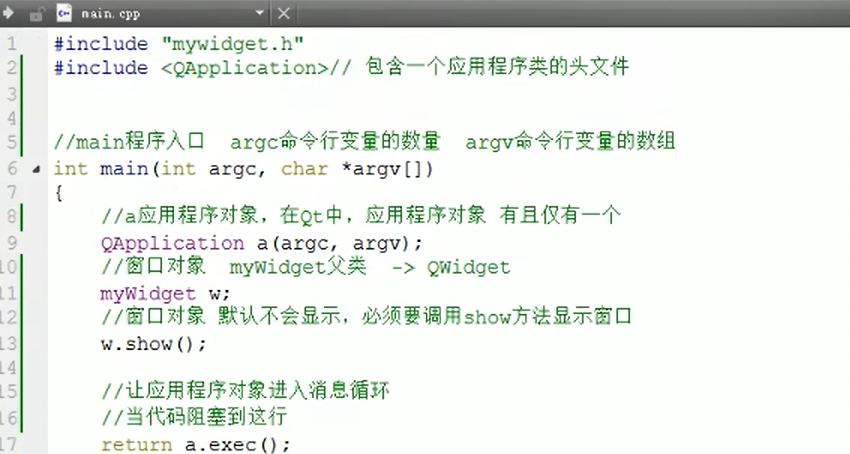 main.cpp
1 #include "mywidget.h"
2 #include <QApplication>// 包含一个应用程序类的头文件
3
4
5 //main程序入口 argc命令行变量的数量 argv命令行变量的数组
6 int main(int argc, char *argv[])
7 {
8 //a应用程序对象，在Qt中，应用程序对象 有且仅有一个
9 QApplication a(argc, argv);
10 //窗口对象 myWidget父类 -> QWidget
11 myWidget w;
12 //窗口对象 默认不会显示，必须要调用show方法显示窗口
13 w.show();
14
15 //让应用程序对象进入消息循环
16 //当代码阻塞到这行
17 return a.exec();